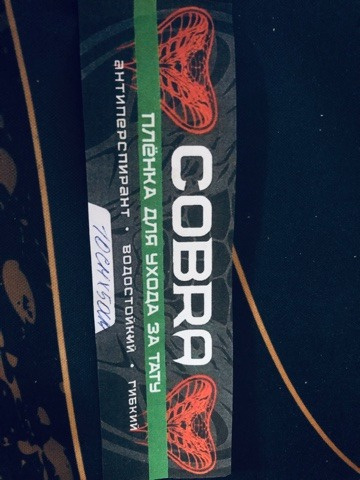 COBRA
ПЛЁНКА ДЛЯ УХОДА ЗА ТАТУ
АНТИПЕРСПИРАНТ • ВОДОСТОЙКИЙ • ГИБКИЙ